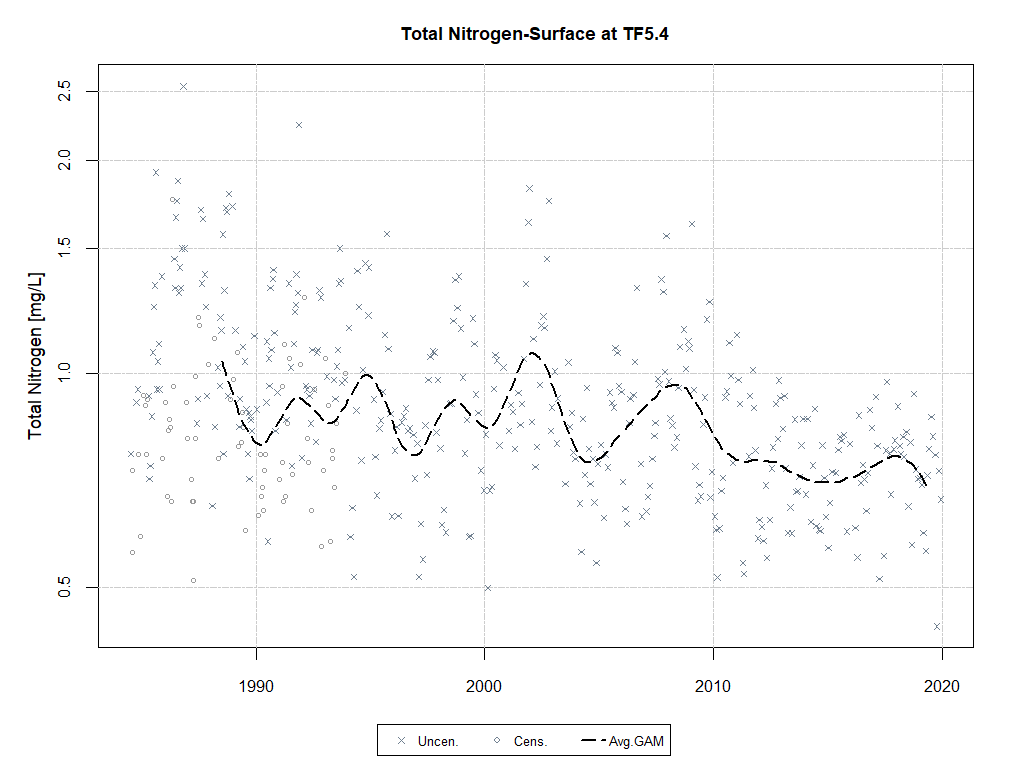 Total Nitrogen-Surface at TF5.4
Total Nitrogen [mg/L]
2.5
2.0
1.5
1.0
0.5
1990 2000 2010 2020
Uncen. Cens. Avg.GAM